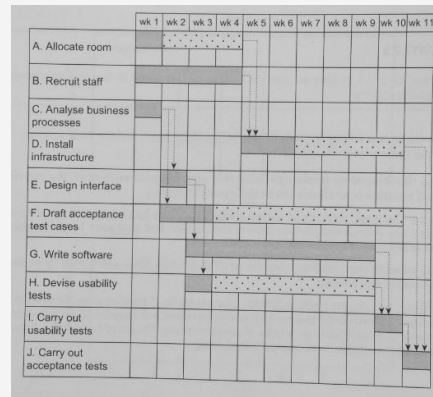 wk 1 wk 2 wk 3 wk 4 wk 5 wk 6 wk 7 wk 8 wk 9 wk 10 wk 11
A. Allocate room
B. Recruit staff
C. Analyse business
processes
D. Install
infrastructure
E. Design interface
F. Draft acceptance
test cases
G. Write software
H. Devise usability
tests
I. Carry out
usability tests
J. Carry out
acceptance tests